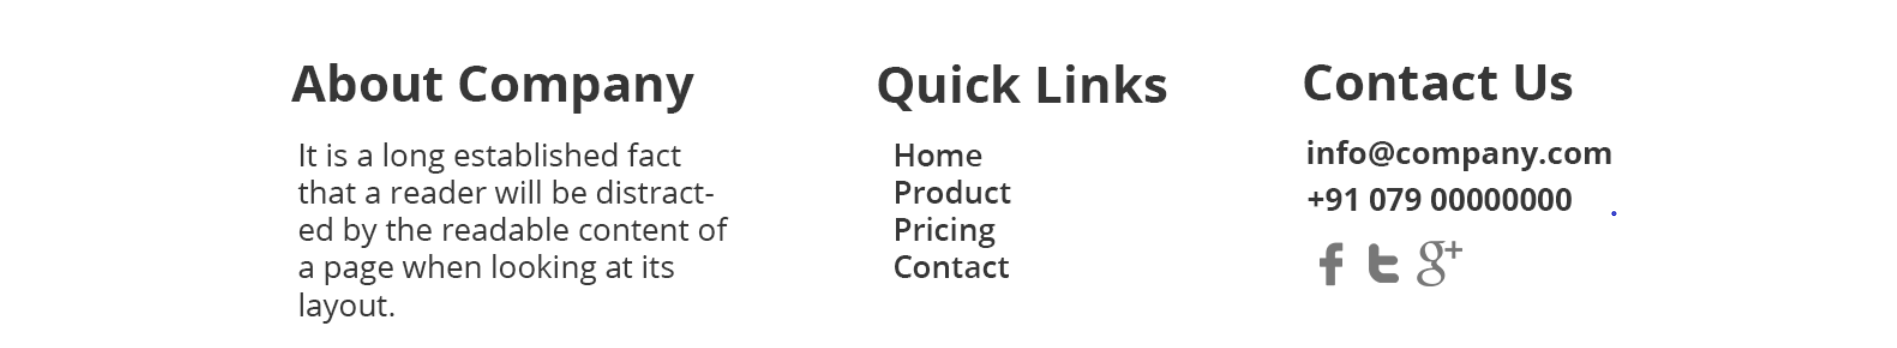 About Company
It is a long established fact
that a reader will be distract-
ed by the readable content of
a page when looking at its
layout.
Quick Links
Home
Product
Pricing
Contact
Contact Us
info@company.com
+91 079 00000000
f t g+